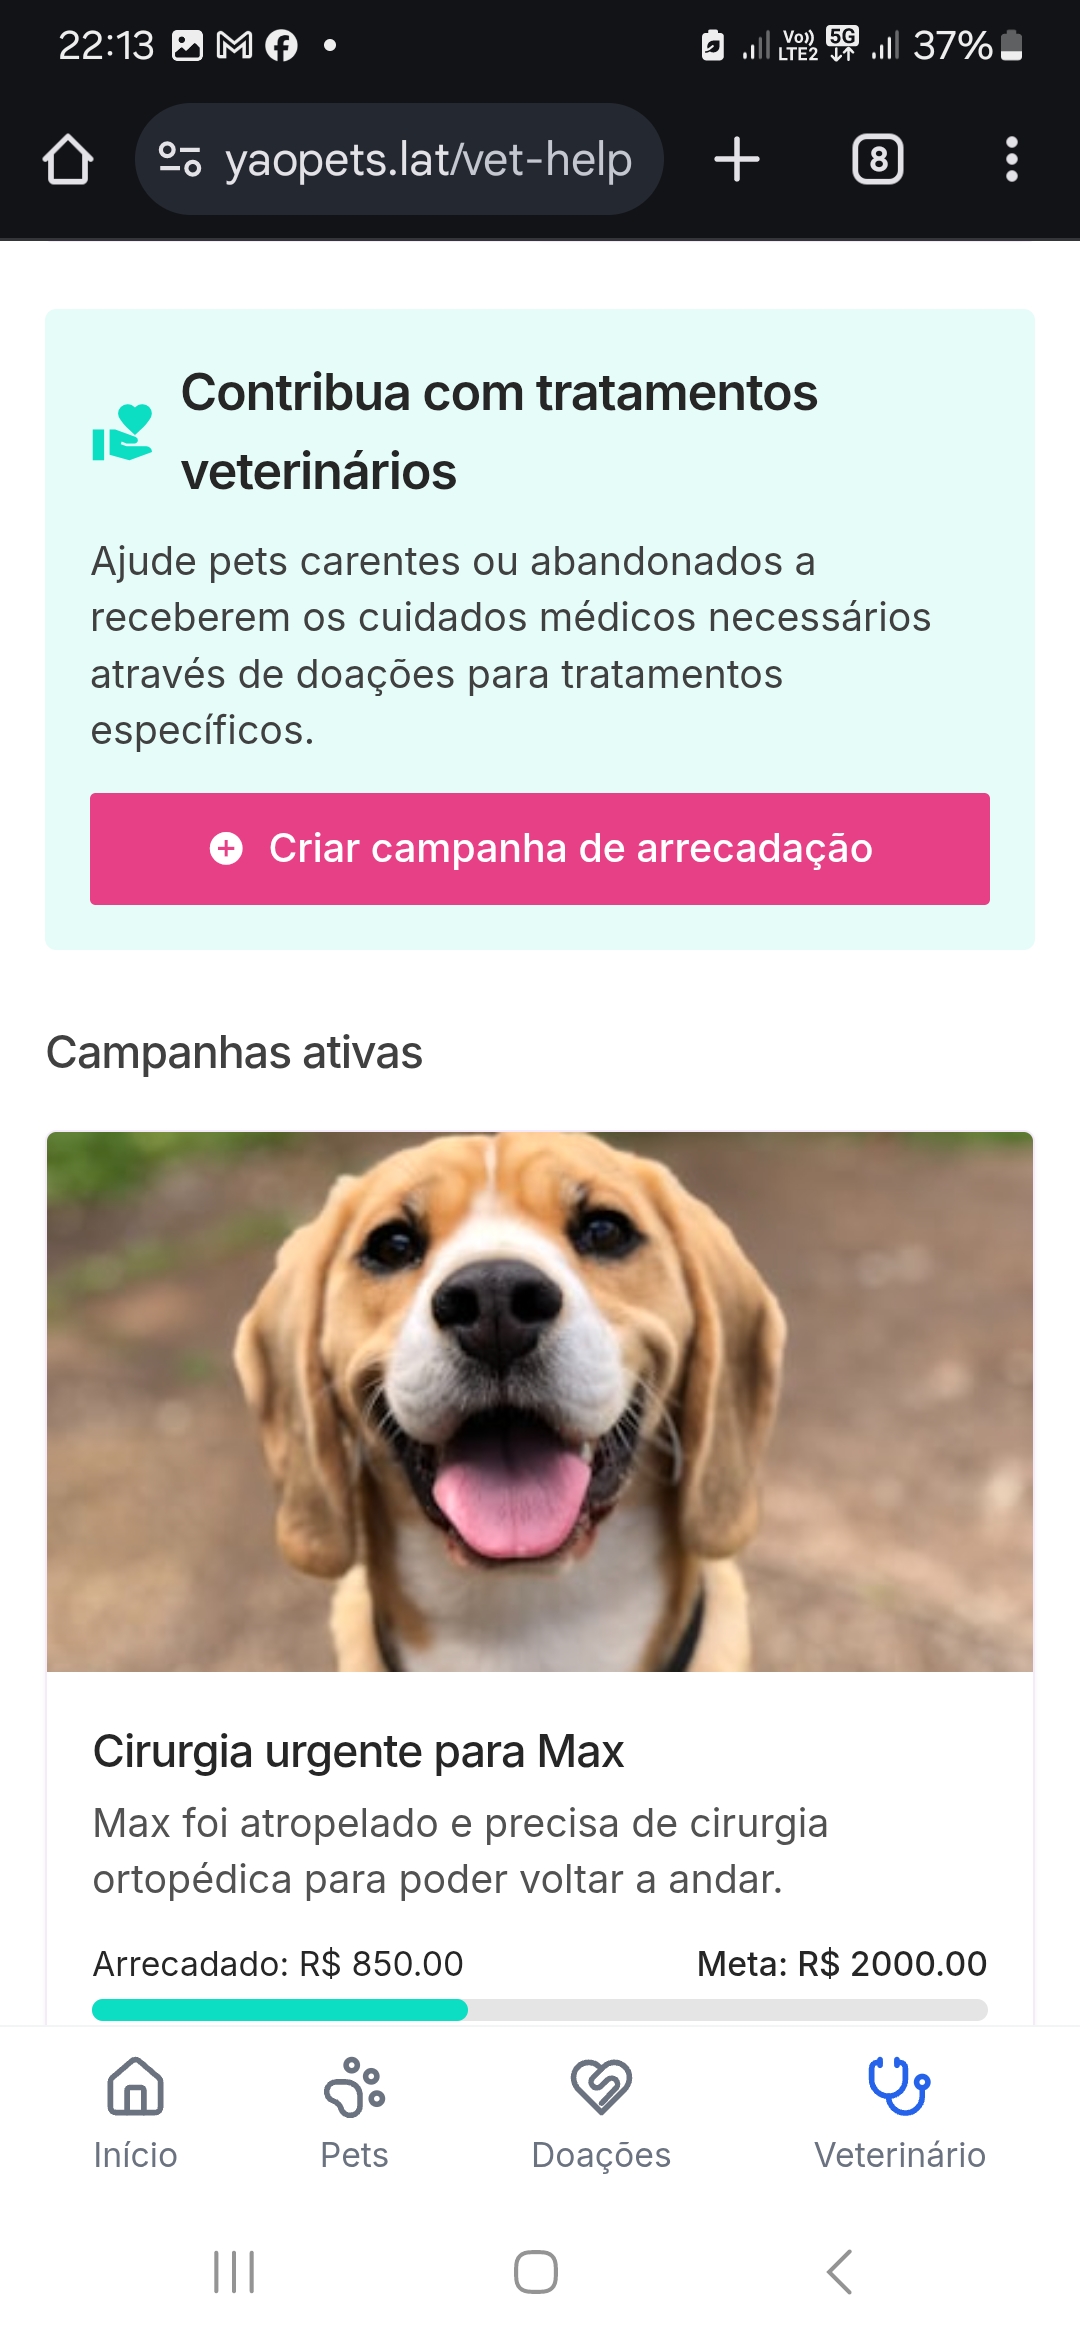 22:13
Vo)) LTE2 5G 37%
yaopets.lat/vet-help
8
Contribua com tratamentos
veterinários
Ajude pets carentes ou abandonados a
receberem os cuidados médicos necessários
através de doações para tratamentos
específicos.
Criar campanha de arrecadação
Campanhas ativas
Cirurgia urgente para Max
Max foi atropelado e precisa de cirurgia
ortopédica para poder voltar a andar.
Arrecadado: R$ 850.00 Meta: R$ 2000.00
Início Pets Doações Veterinário